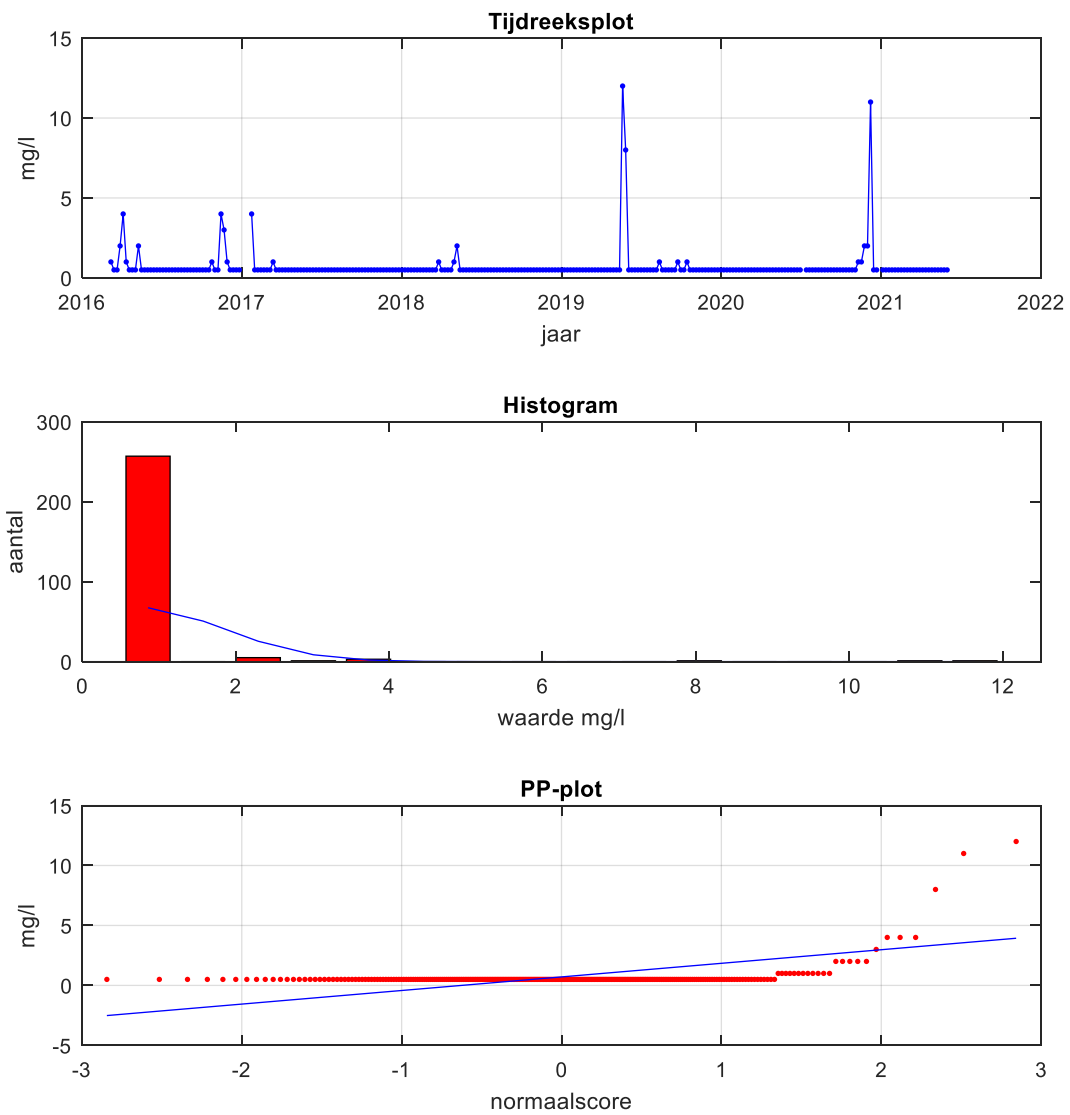 Tijdreeksplot
15
10
5
0
mg/l
2016 2017 2018 2019 2020 2021 2022
jaar
Histogram
300
200
100
0
aantal
0 2 4 6 8 10 12
waarde mg/l
PP-plot
15
10
5
0
-5
mg/l
-3 -2 -1 0 1 2 3
normaalscore